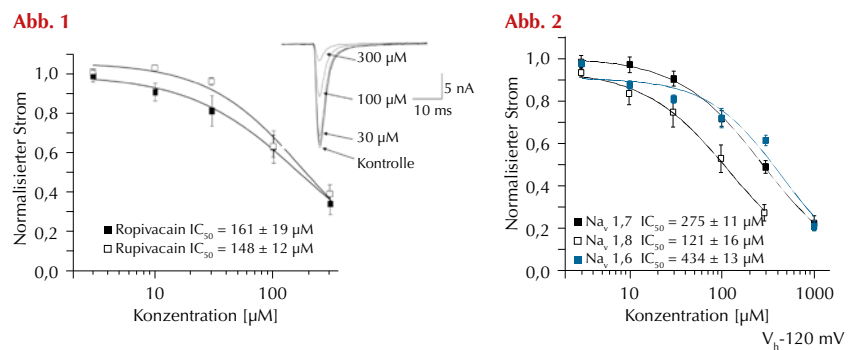 Abb. 1
Normalisierter Strom
1,0
0,8
0,6
0,4
0,2
0,0
10
100
Konzentration [µM]
300 µM
100 µM
30 µM
Kontrolle
5 nA
10 ms
Ropivacain IC50 = 161 ± 19 µM
Rupivacain IC50 = 148 ± 12 µM
Abb. 2
Normalisierter Strom
1,0
0,8
0,6
0,4
0,2
0,0
10
100
1000
Konzentration [µM]
Nav 1,7 IC50 = 275 ± 11 µM
Nav 1,8 IC50 = 121 ± 16 µM
Nav 1,6 IC50 = 434 ± 13 µM
Vh-120 mV